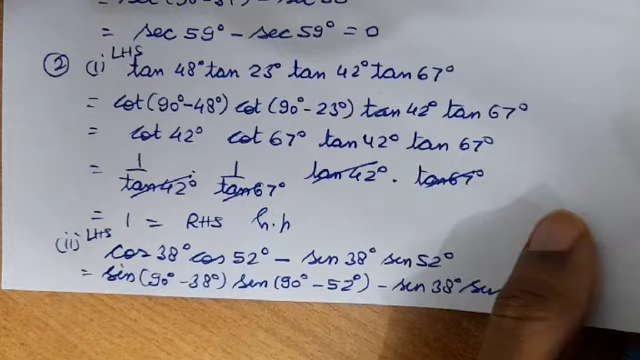 = sec 59° – sec 59° = 0
② (i) LHS tan 48° tan 23° tan 42° tan 67°
= cot (90°–48°) cot (90°–23°) tan 42° tan 67°
= cot 42° cot 67° tan 42° tan 67°
= 1/tan 42° · 1/tan 67° tan 42° · tan 67°
= 1 = RHS h.p
(ii) LHS cos 38° cos 52° – sin 38° sin 52°
= sin (90° – 38°) sin (90° – 52°) – sin 38°